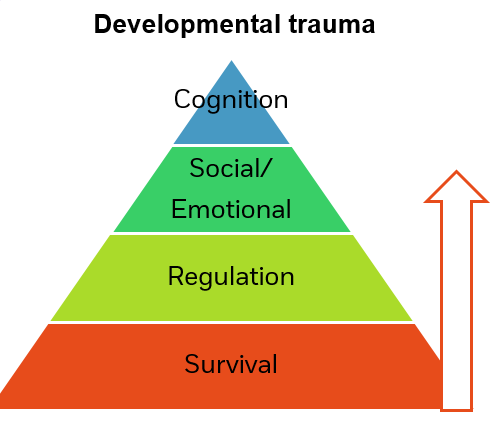 Developmental trauma
Cognition
Social/
Emotional
Regulation
Survival